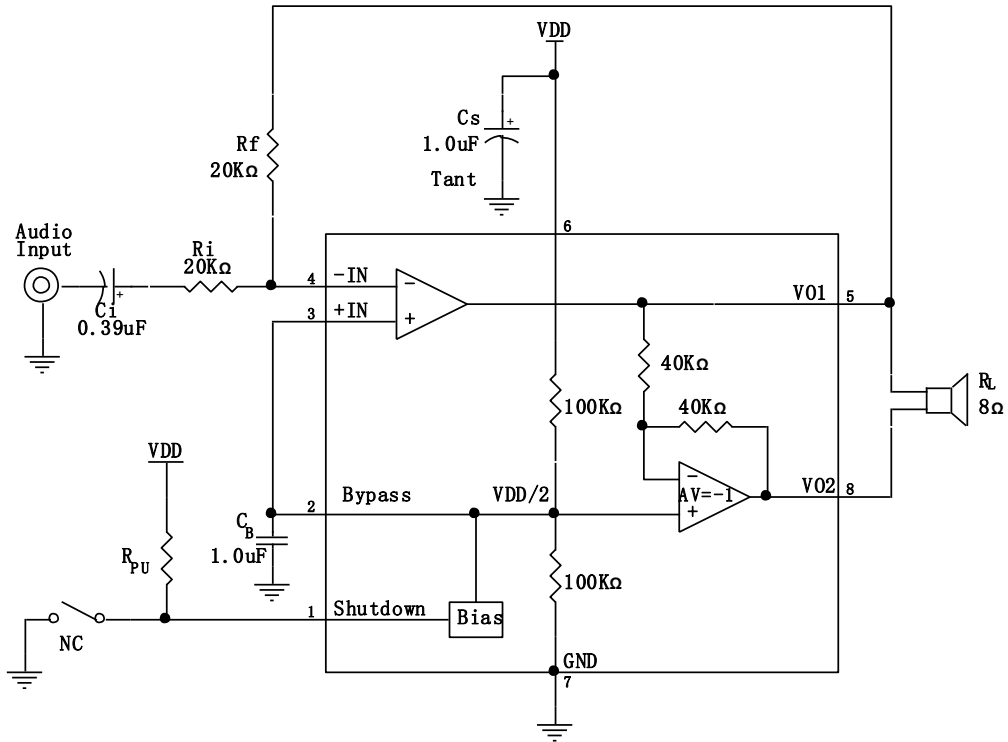 VDD
Cs
+
1.0uF
Tant
Rf
20KΩ
6
Audio
Input
Ri
20KΩ
4
-IN
-
3
+IN
+
VO1
5
+
Ci
0.39uF
40KΩ
100KΩ
40KΩ
RL
8Ω
VDD
-
AV=-1
+
VO2
8
Bypass
VDD/2
2
CB
1.0uF
RPU
100KΩ
1
Shutdown
Bias
NC
GND
7